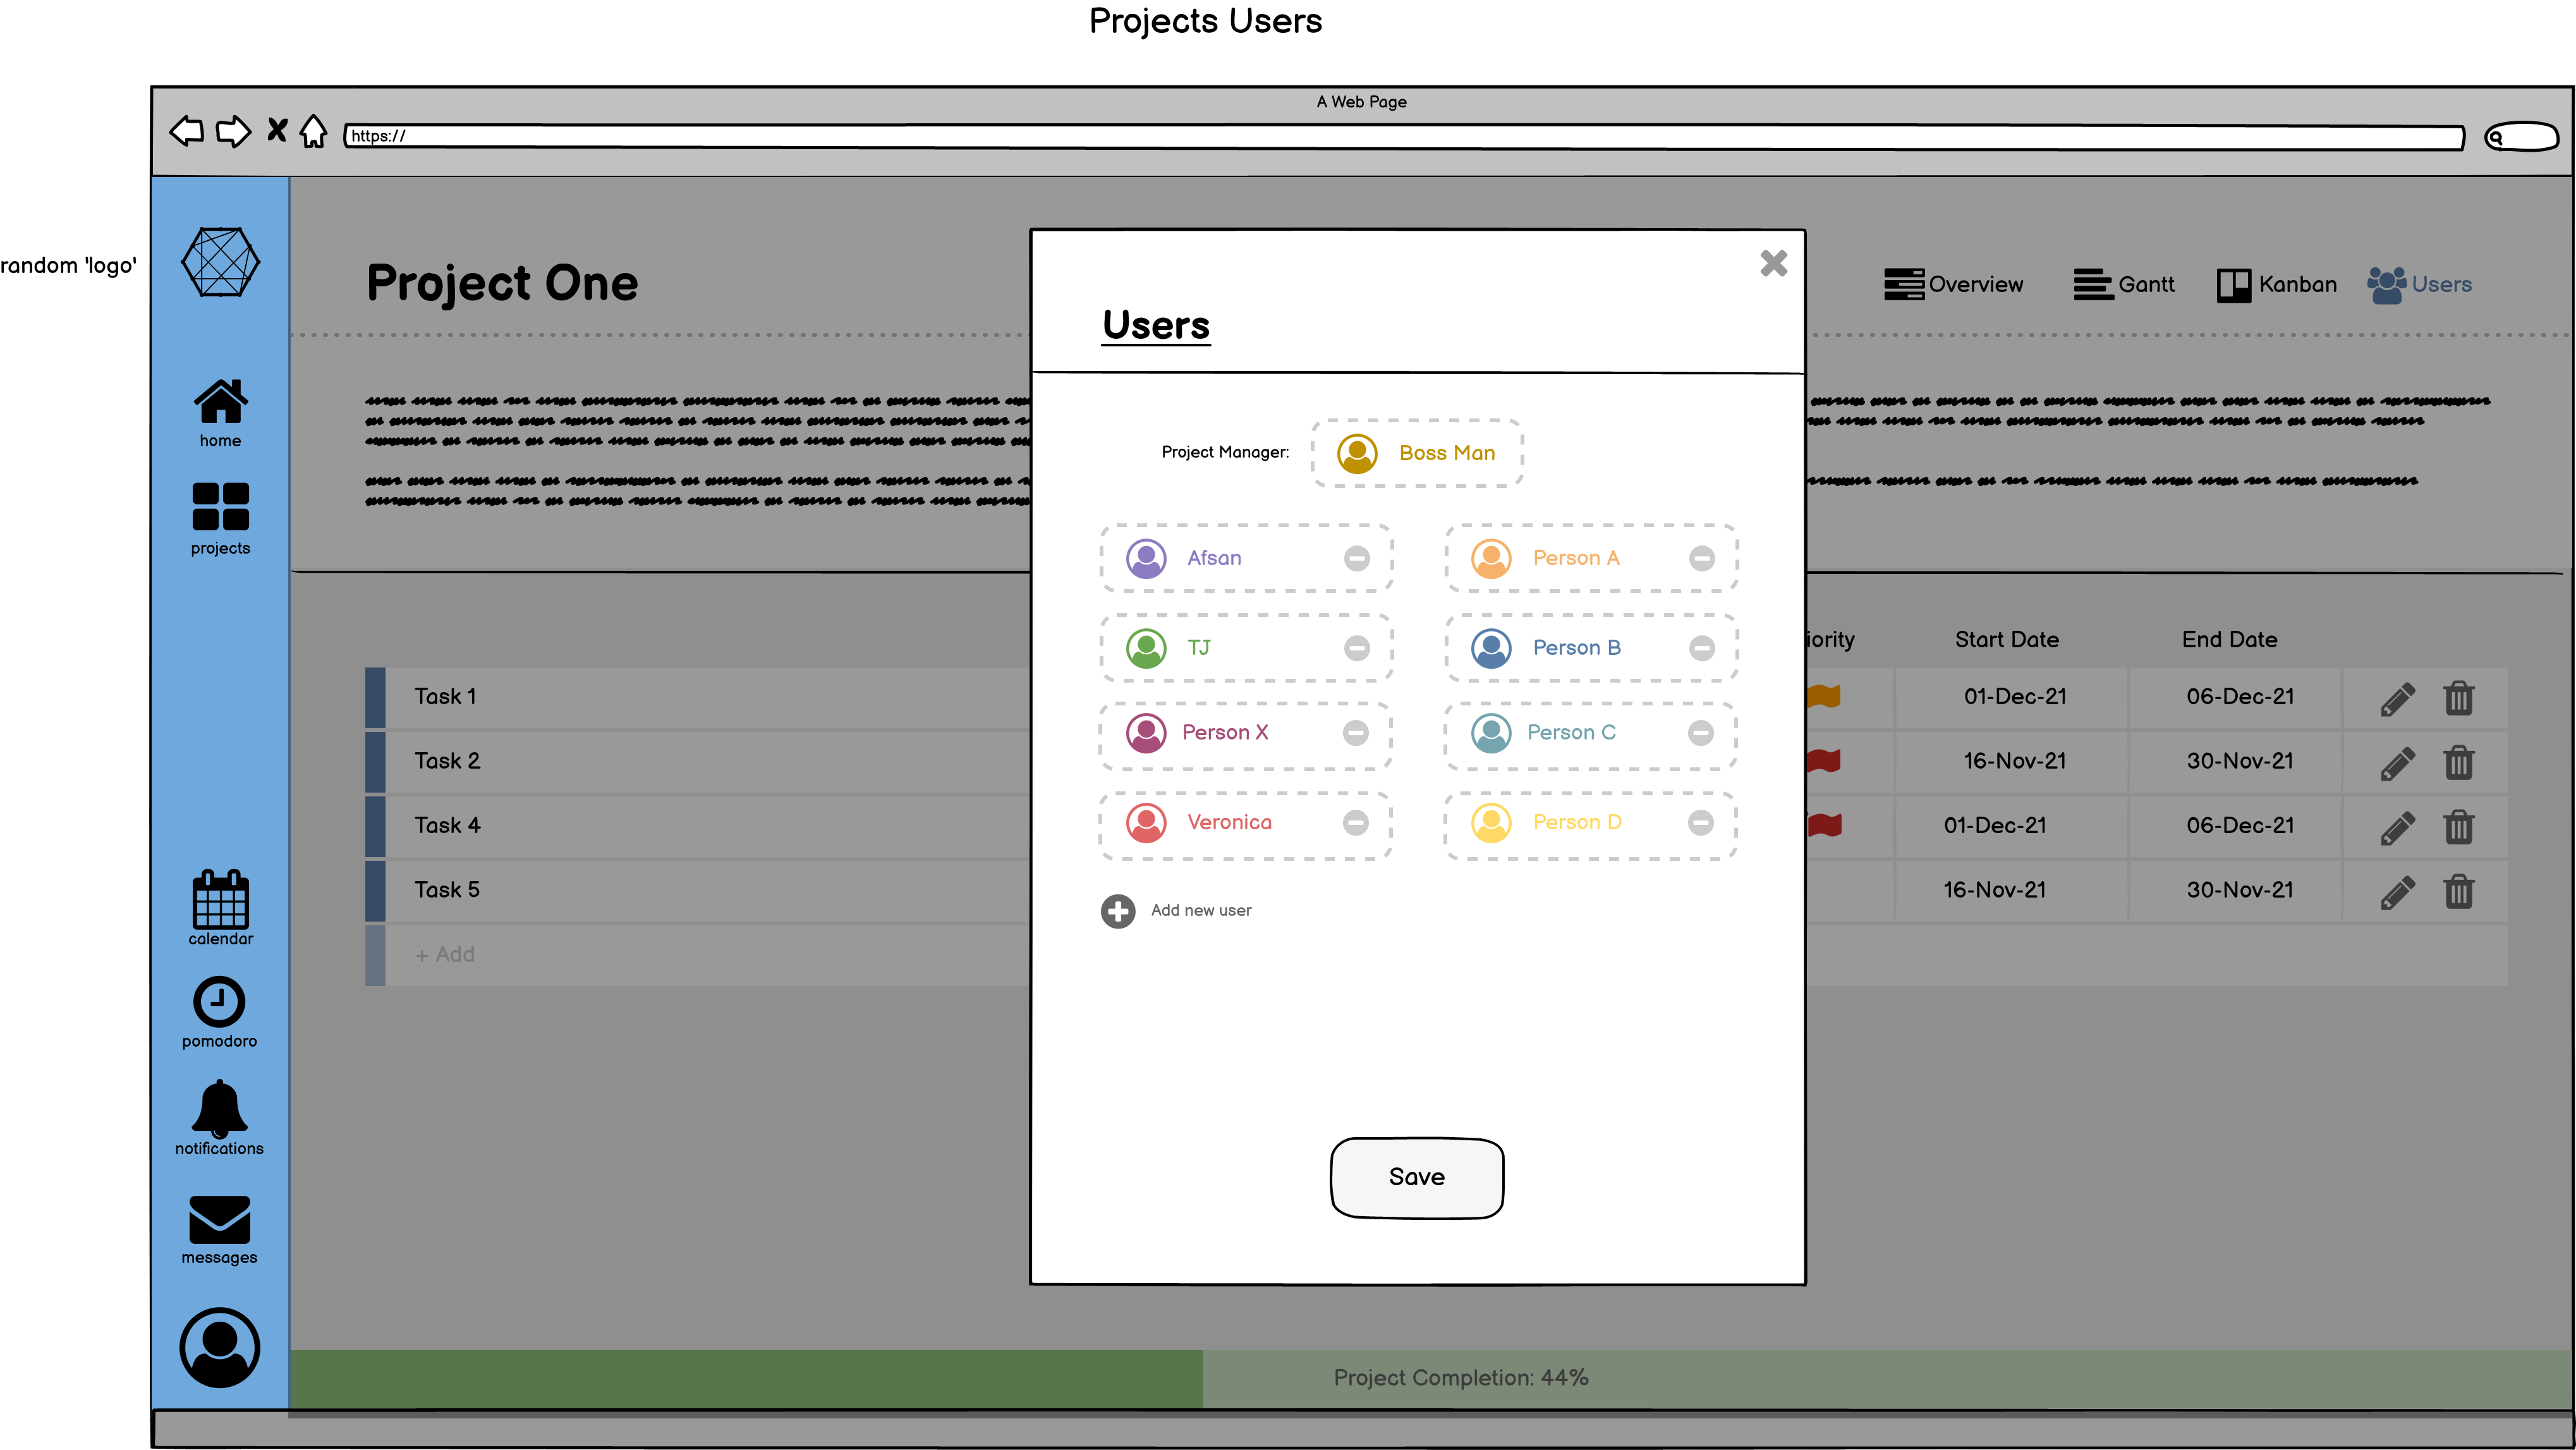 Projects Users
A Web Page
https://
random 'logo'
home
projects
calendar
pomodoro
notifications
messages
Project One
Overview Gantt Kanban Users
Users
Project Manager: Boss Man
Afsan Person A
TJ Person B
Person X Person C
Veronica Person D
Add new user
Save
iority Start Date End Date
Task 1 01-Dec-21 06-Dec-21
Task 2 16-Nov-21 30-Nov-21
Task 4 01-Dec-21 06-Dec-21
Task 5 16-Nov-21 30-Nov-21
+ Add
Project Completion: 44%